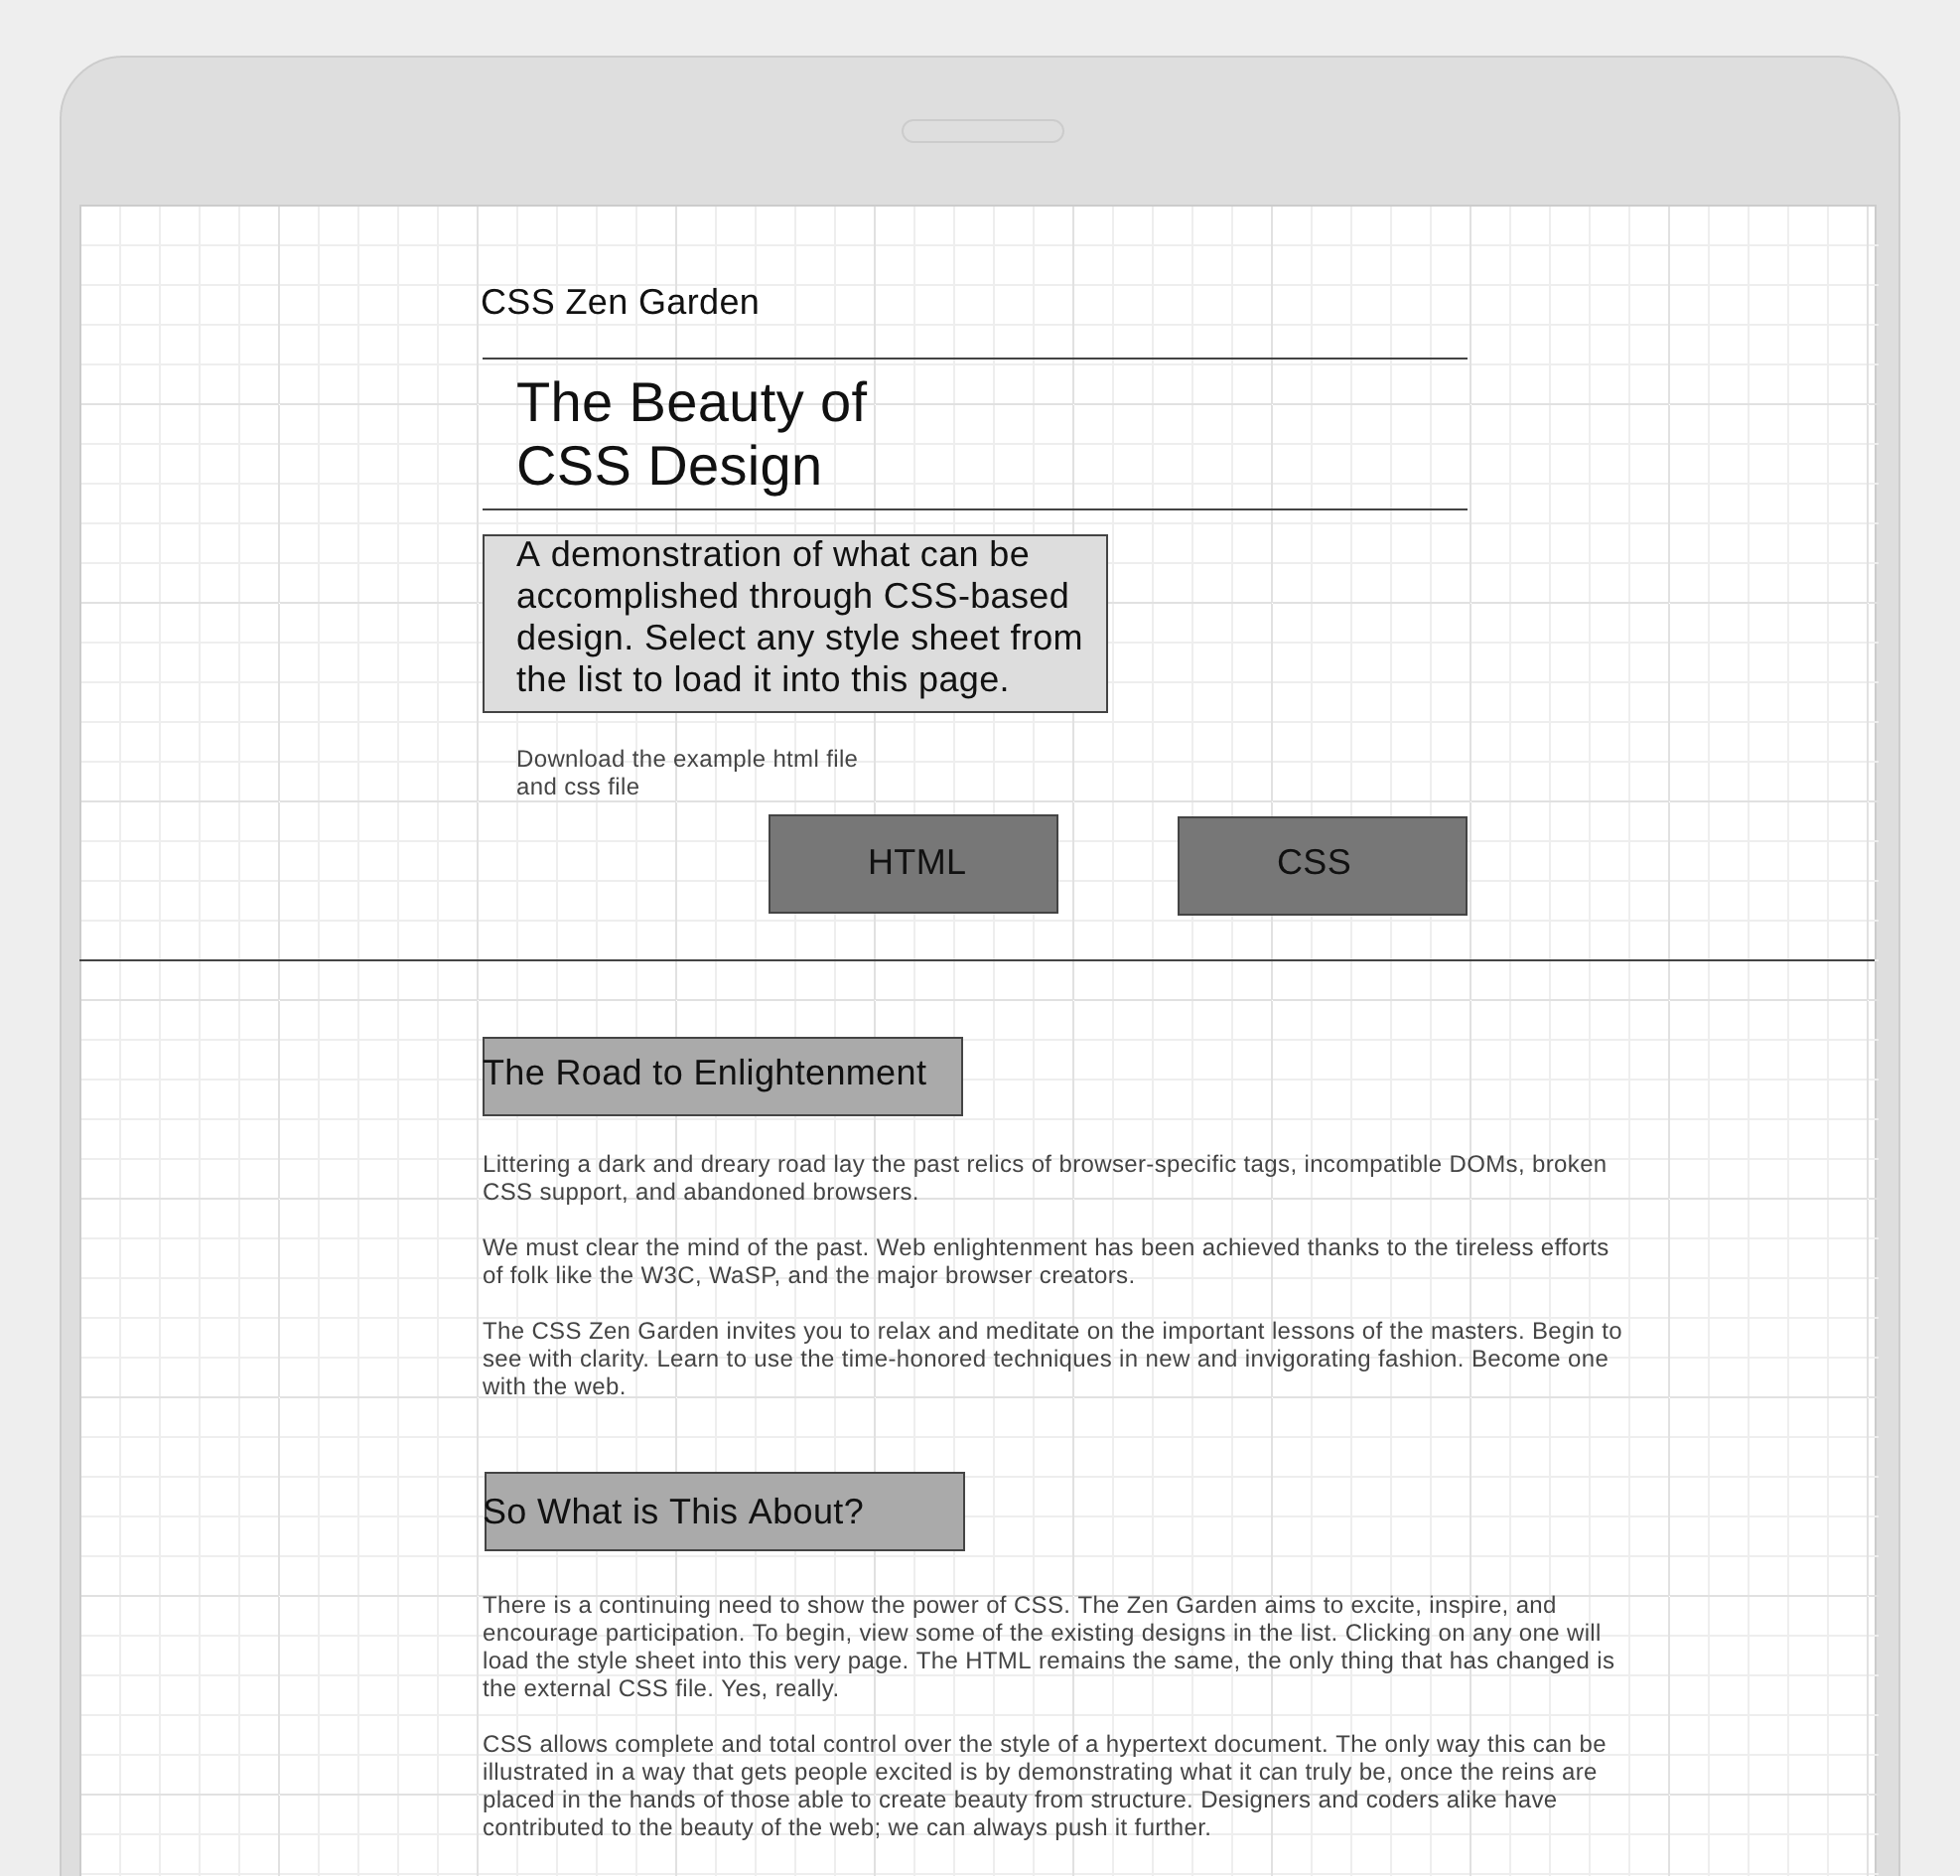 CSS Zen Garden
The Beauty of
CSS Design
A demonstration of what can be
accomplished through CSS-based
design. Select any style sheet from
the list to load it into this page.
Download the example html file
and css file
HTML
CSS
The Road to Enlightenment
Littering a dark and dreary road lay the past relics of browser-specific tags, incompatible DOMs, broken
CSS support, and abandoned browsers.
We must clear the mind of the past. Web enlightenment has been achieved thanks to the tireless efforts
of folk like the W3C, WaSP, and the major browser creators.
The CSS Zen Garden invites you to relax and meditate on the important lessons of the masters. Begin to
see with clarity. Learn to use the time-honored techniques in new and invigorating fashion. Become one
with the web.
So What is This About?
There is a continuing need to show the power of CSS. The Zen Garden aims to excite, inspire, and
encourage participation. To begin, view some of the existing designs in the list. Clicking on any one will
load the style sheet into this very page. The HTML remains the same, the only thing that has changed is
the external CSS file. Yes, really.
CSS allows complete and total control over the style of a hypertext document. The only way this can be
illustrated in a way that gets people excited is by demonstrating what it can truly be, once the reins are
placed in the hands of those able to create beauty from structure. Designers and coders alike have
contributed to the beauty of the web; we can always push it further.